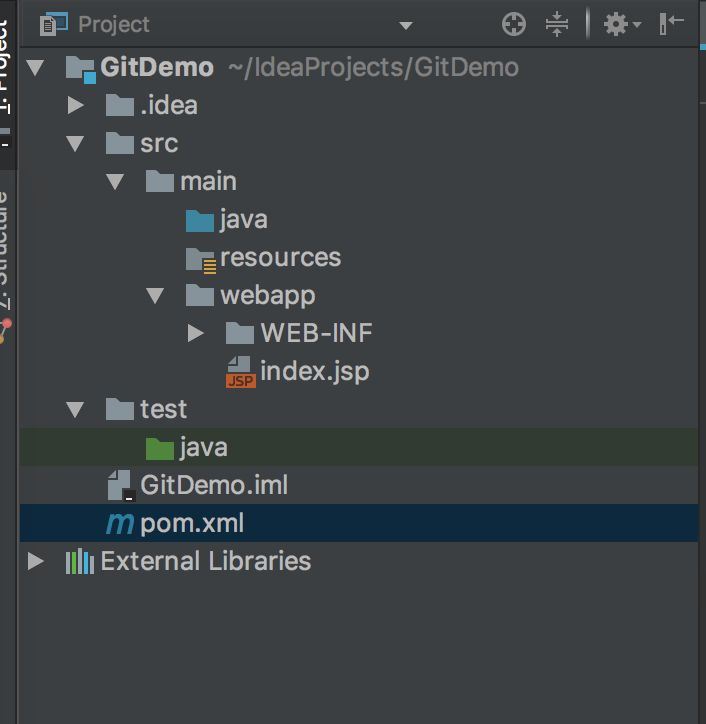 Project
1: Project
GitDemo ~/IdeaProjects/GitDemo
.idea
src
main
java
resources
webapp
WEB-INF
index.jsp
JSP
test
java
GitDemo.iml
pom.xml
External Libraries
7: Structure